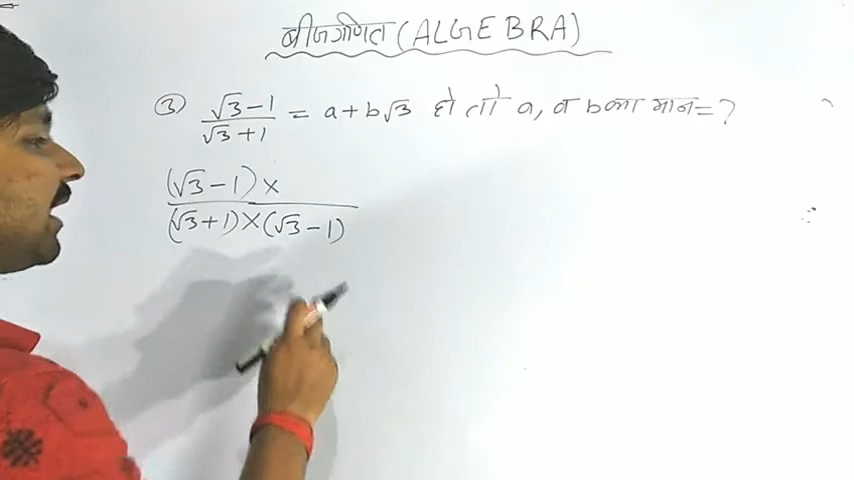 बीजगणित (ALGEBRA)
③ √3-1 / √3+1 = a+b√3 हो तो a, व b का मान = ?
(√3-1) ×
(√3+1) × (√3-1)